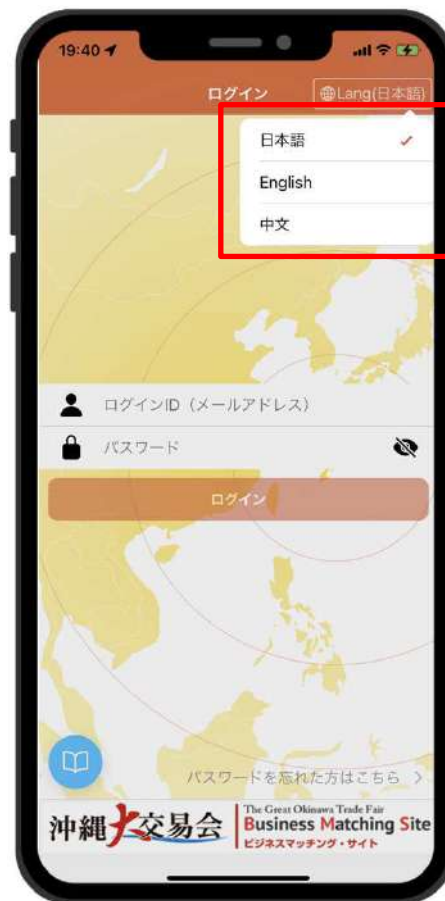 19:40
ログイン
Lang(日本語)
日本語
English
中文
ログインID（メールアドレス）
パスワード
ログイン
パスワードを忘れた方はこちら
沖縄大交易会
The Great Okinawa Trade Fair
Business Matching Site
ビジネスマッチング・サイト